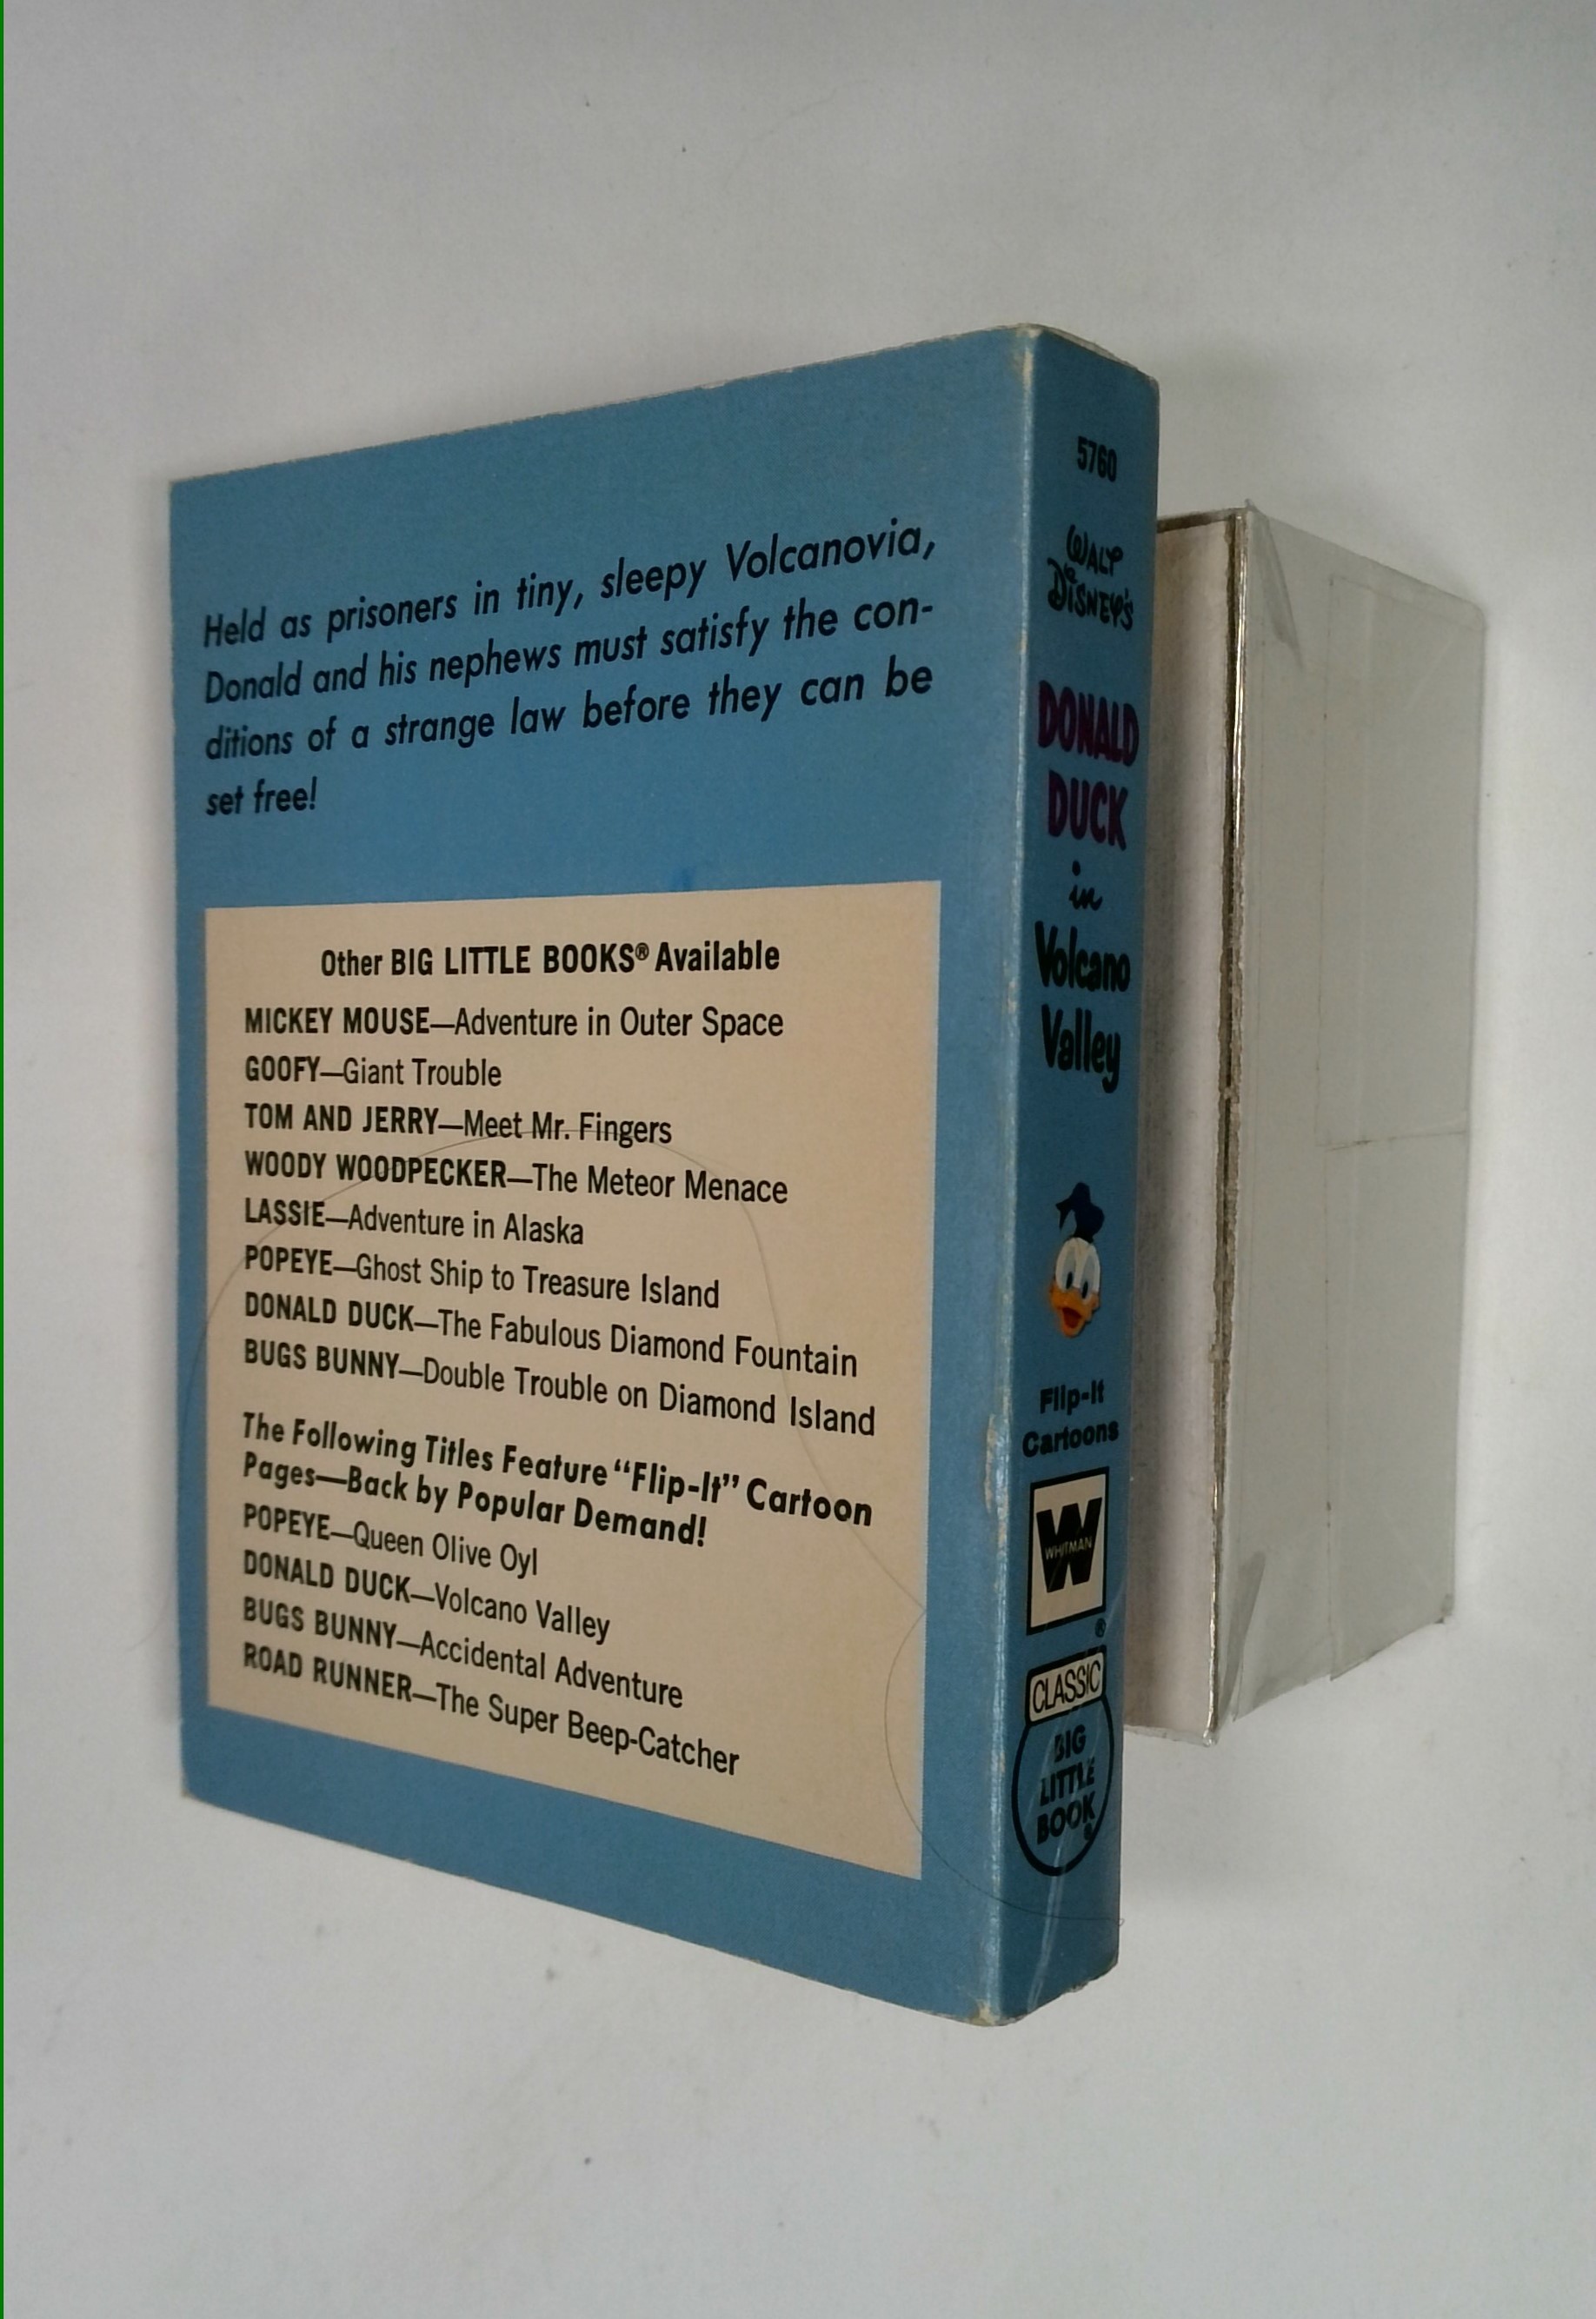 Held as prisoners in tiny, sleepy Volcanovia,
Donald and his nephews must satisfy the con-
ditions of a strange law before they can be
set free!
Other BIG LITTLE BOOKS® Available
MICKEY MOUSE—Adventure in Outer Space
GOOFY—Giant Trouble
TOM AND JERRY—Meet Mr. Fingers
WOODY WOODPECKER—The Meteor Menace
LASSIE—Adventure in Alaska
POPEYE—Ghost Ship to Treasure Island
DONALD DUCK—The Fabulous Diamond Fountain
BUGS BUNNY—Double Trouble on Diamond Island
The Following Titles Feature “Flip-It” Cartoon
Pages—Back by Popular Demand!
POPEYE—Queen Olive Oyl
DONALD DUCK—Volcano Valley
BUGS BUNNY—Accidental Adventure
ROAD RUNNER—The Super Beep-Catcher
5760
WALT
DISNEY'S
DONALD
DUCK
in
Volcano
Valley
Flip-It
Cartoons
W
WHITMAN
®
CLASSIC
BIG
LITTLE
BOOK
®